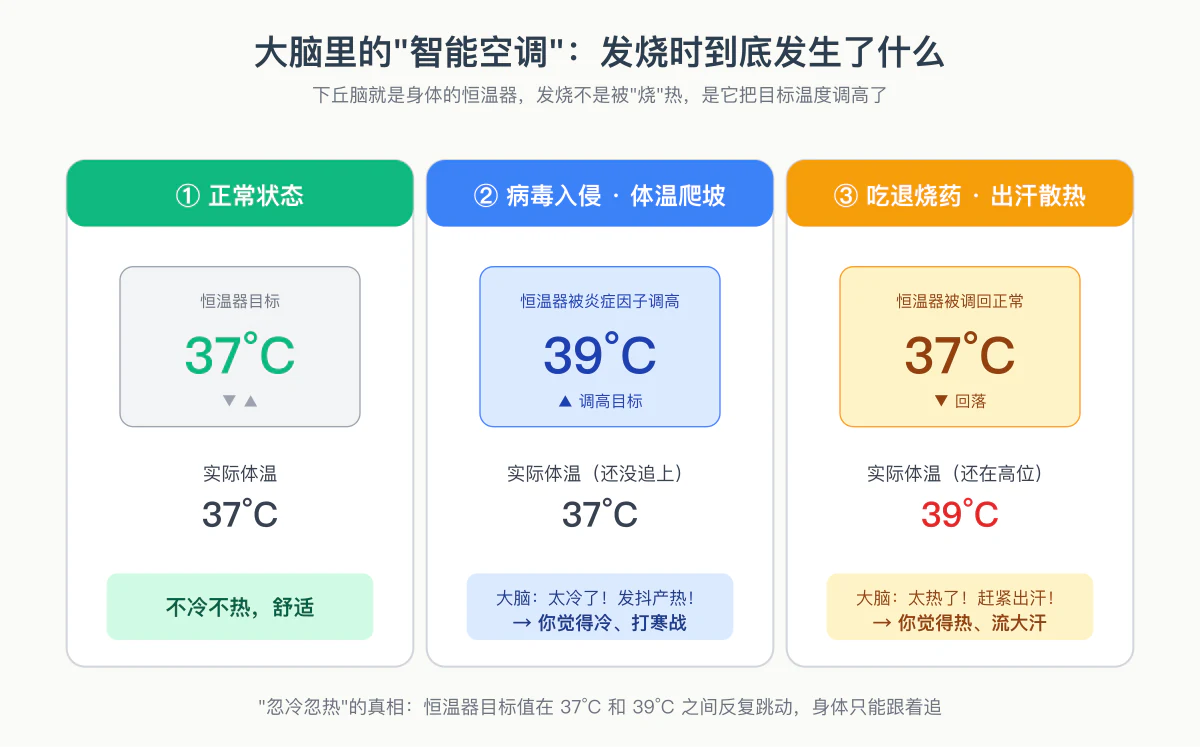 大脑里的"智能空调"：发烧时到底发生了什么
下丘脑就是身体的恒温器，发烧不是被"烧"热，是它把目标温度调高了
① 正常状态
恒温器目标
37°C
▼ ▲
实际体温
37°C
不冷不热，舒适
② 病毒入侵 · 体温爬坡
恒温器被炎症因子调高
39°C
▲ 调高目标
实际体温（还没追上）
37°C
大脑：太冷了！发抖产热！
→ 你觉得冷、打寒战
③ 吃退烧药 · 出汗散热
恒温器被调回正常
37°C
▼ 回落
实际体温（还在高位）
39°C
大脑：太热了！赶紧出汗！
→ 你觉得热、流大汗
"忽冷忽热"的真相：恒温器目标值在 37°C 和 39°C 之间反复跳动，身体只能跟着追